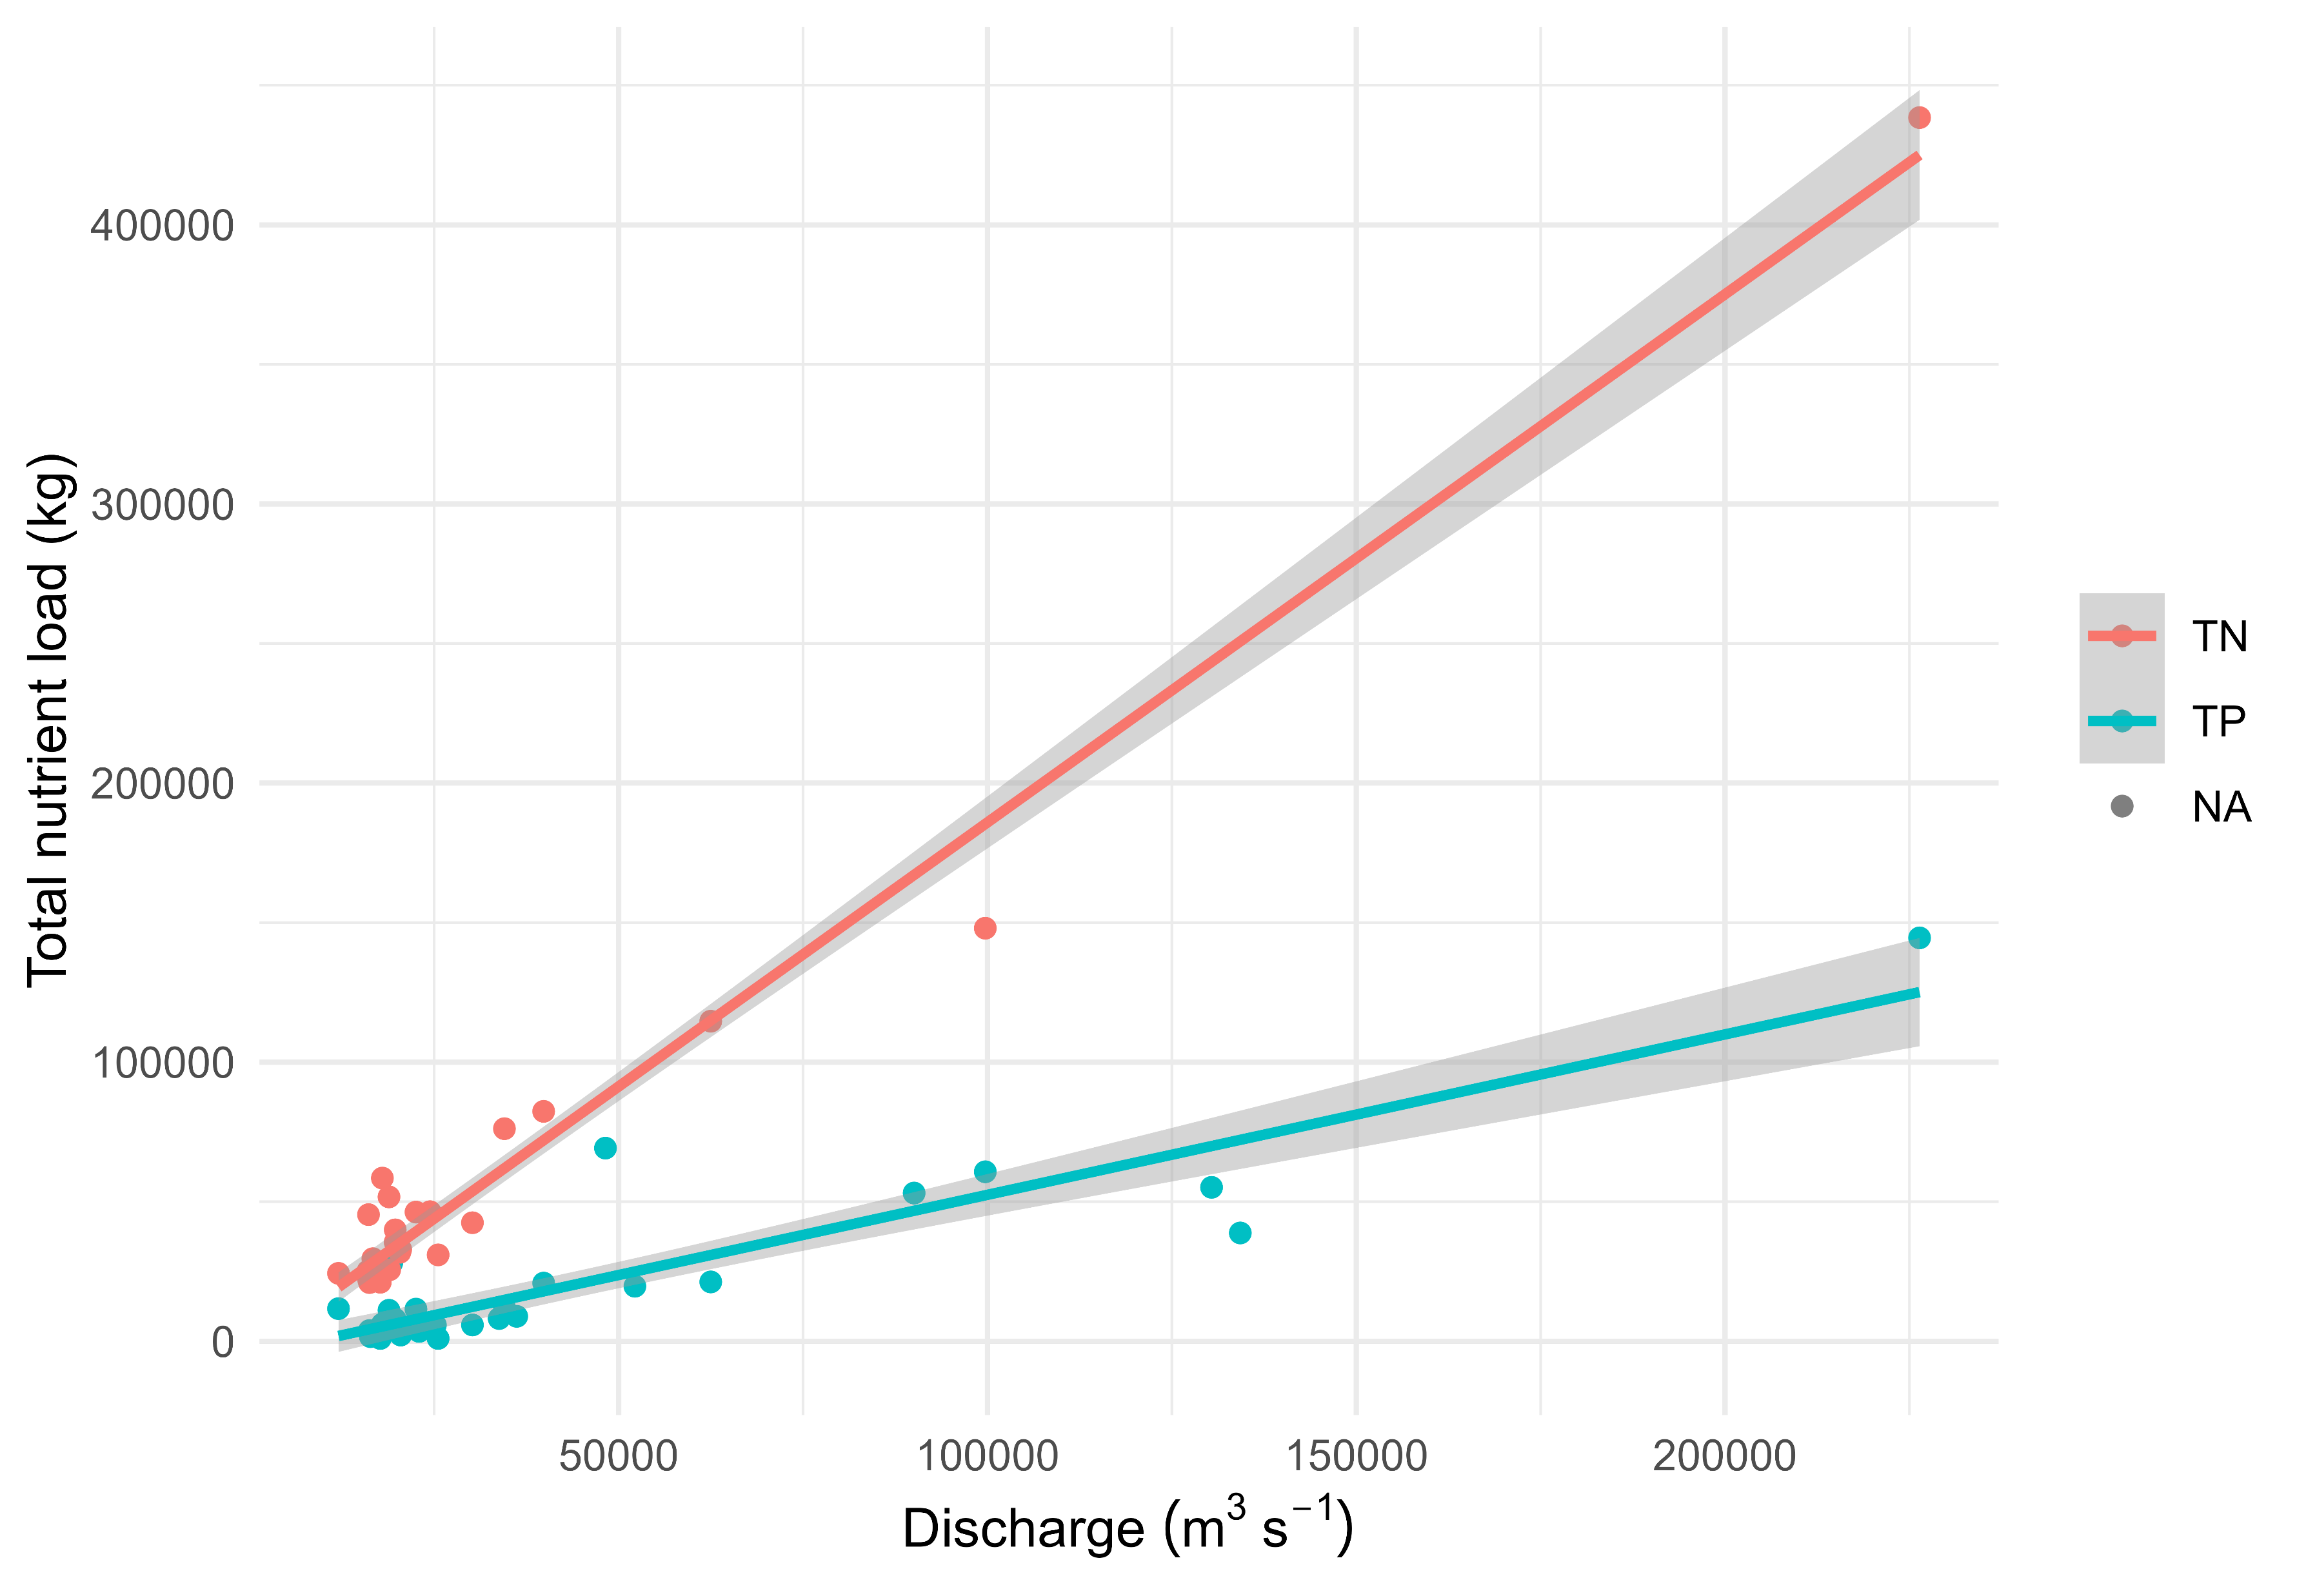 Total nutrient load (kg)
400000
300000
200000
100000
0
50000 100000 150000 200000
Discharge (m³ s⁻¹)
TN
TP
NA